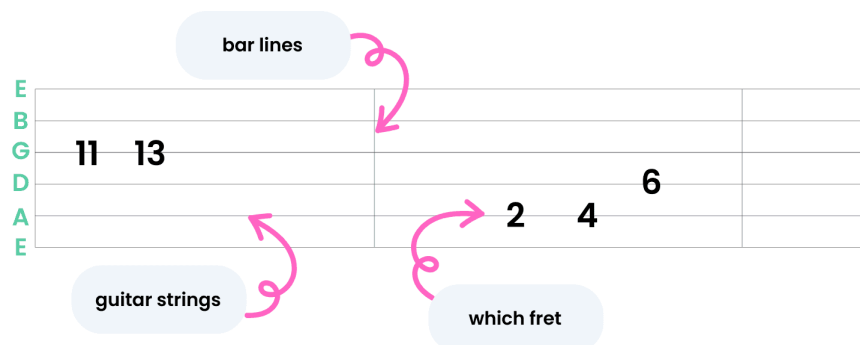 bar lines
E
B
G 11 13
D 6
A 2 4
E
guitar strings
which fret